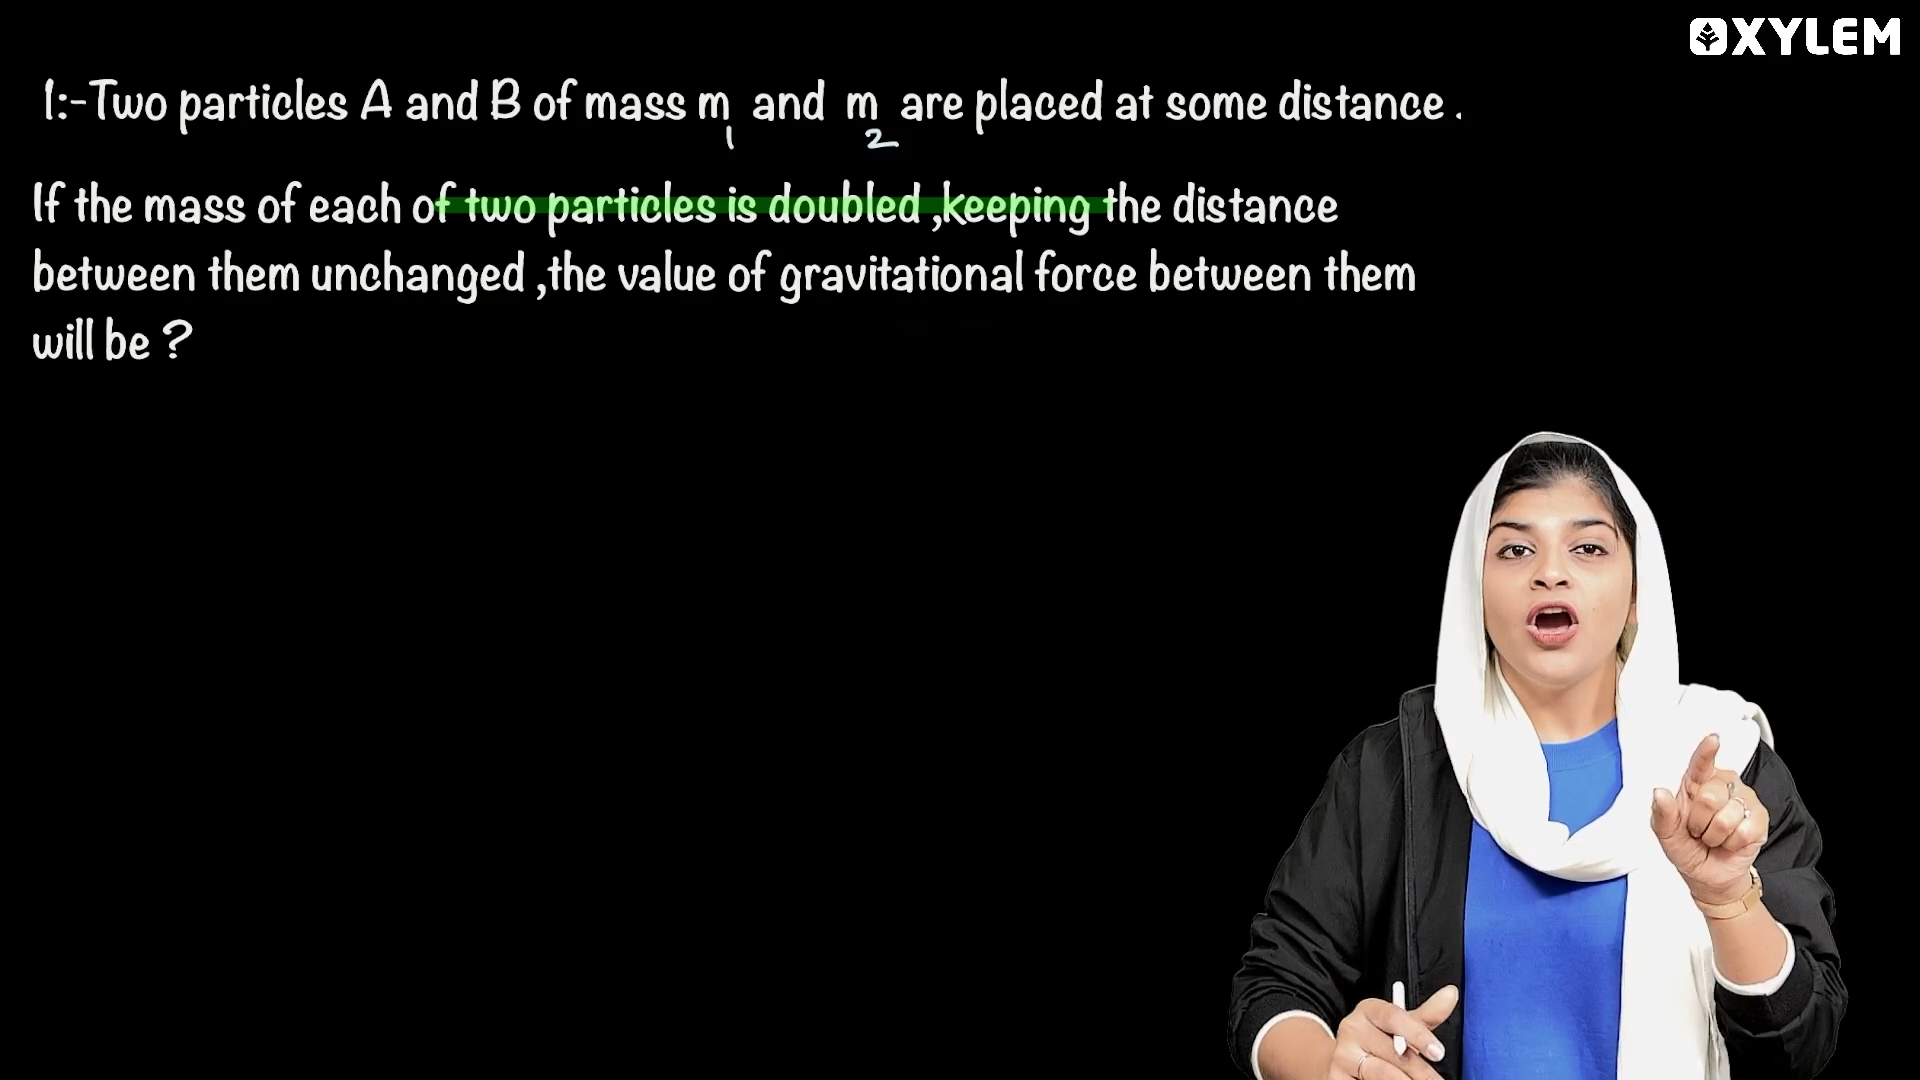 XYLEM
1:-Two particles A and B of mass m₁ and m₂ are placed at some distance .
If the mass of each of two particles is doubled ,keeping the distance
between them unchanged ,the value of gravitational force between them
will be ?